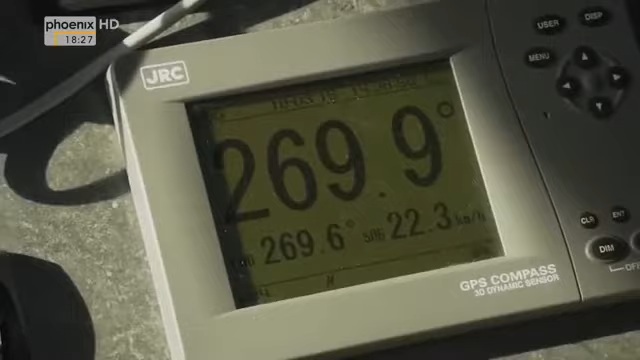 phoenix HD
18:27
JRC
USER
DISP
MENU
269.9°
269.6° SOG 22.3 km/h
CLR
ENT
DIM
GPS COMPASS
3D DYNAMIC SENSOR